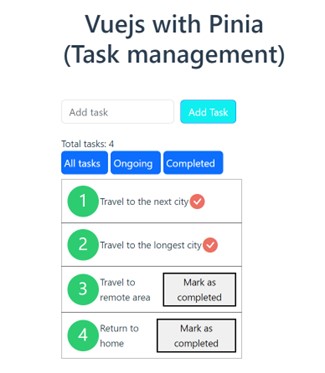 Vuejs with Pinia
(Task management)
Add task
Add Task
Total tasks: 4
All tasks
Ongoing
Completed
1
Travel to the next city
2
Travel to the longest city
3
Travel to
remote area
Mark as
completed
4
Return to
home
Mark as
completed